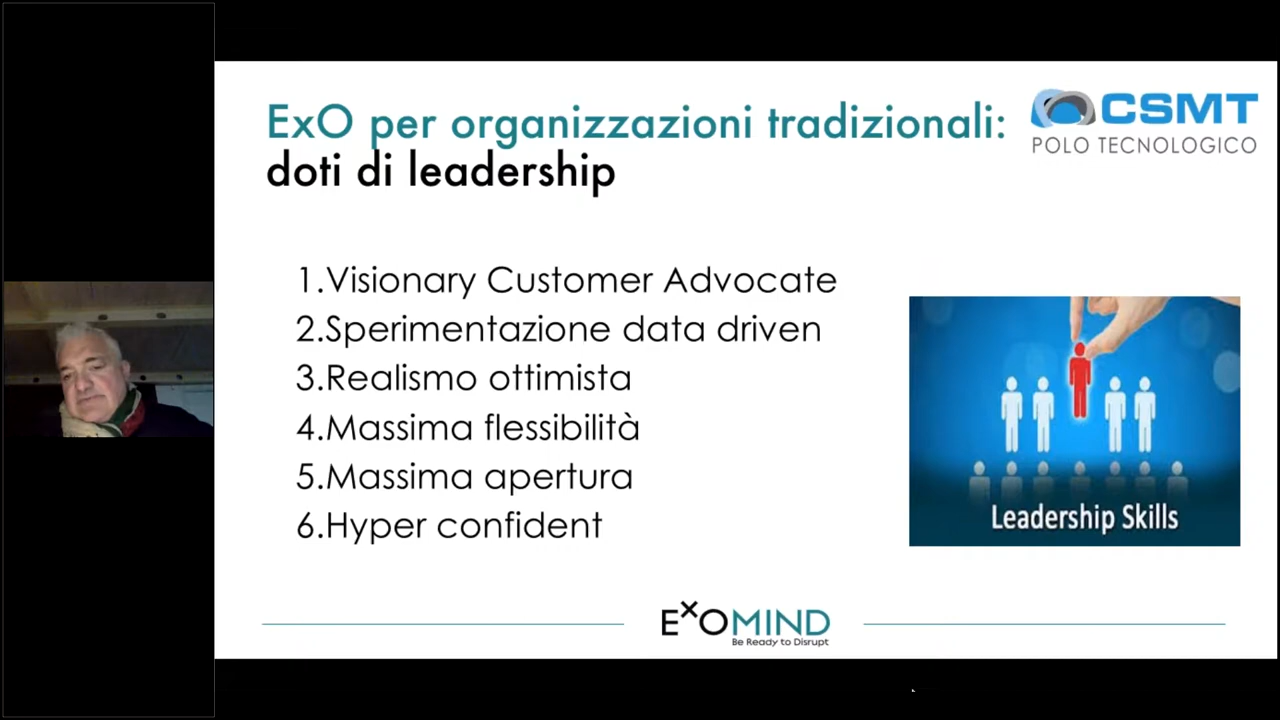 ExO per organizzazioni tradizionali:
doti di leadership
CSMT
POLO TECNOLOGICO
1.Visionary Customer Advocate
2.Sperimentazione data driven
3.Realismo ottimista
4.Massima flessibilità
5.Massima apertura
6.Hyper confident
Leadership Skills
ExOMIND
Be Ready to Disrupt